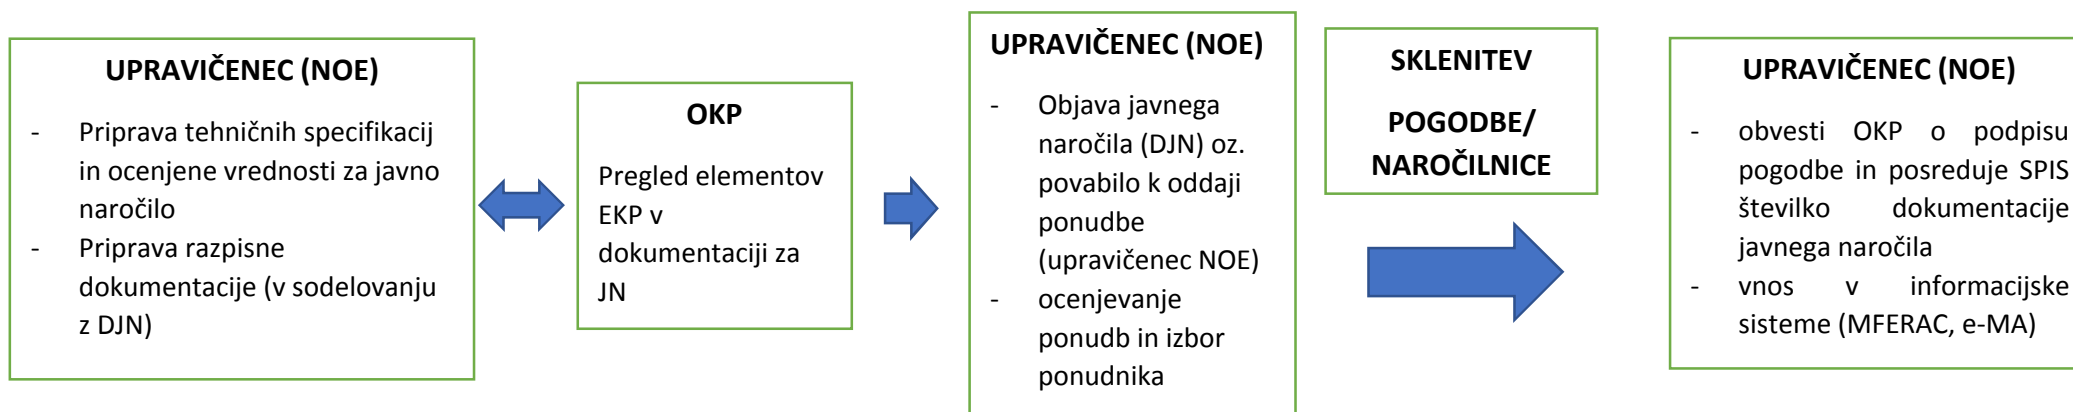 UPRAVIČENEC (NOE)
- Priprava tehničnih specifikacij
in ocenjene vrednosti za javno
naročilo
- Priprava razpisne
dokumentacije (v sodelovanju
z DJN)
OKP
Pregled elementov
EKP v
dokumentaciji za
JN
UPRAVIČENEC (NOE)
- Objava javnega
naročila (DJN) oz.
povabilo k oddaji
ponudbe
(upravičenec NOE)
- ocenjevanje
ponudb in izbor
ponudnika
SKLENITEV
POGODBE/
NAROČILNICE
UPRAVIČENEC (NOE)
- obvesti OKP o podpisu
pogodbe in posreduje SPIS
številko dokumentacije
javnega naročila
- vnos v informacijske
sisteme (MFERAC, e-MA)